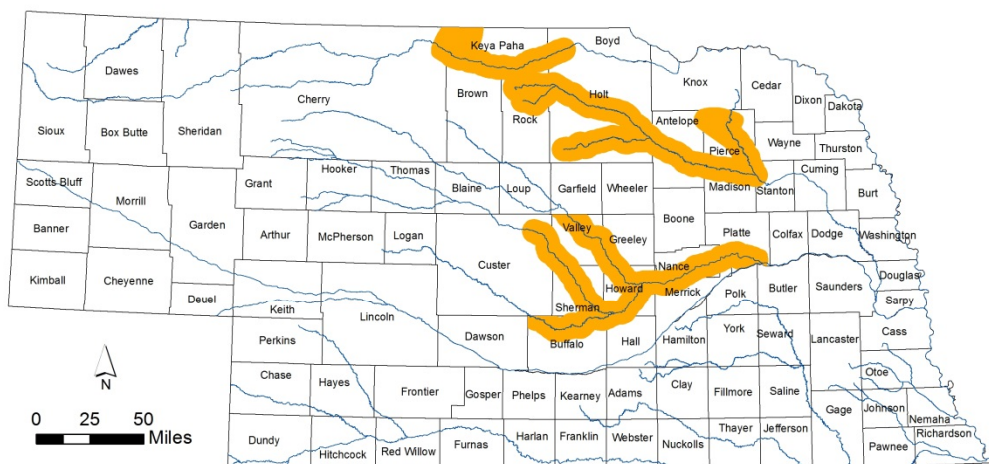 Keya Paha
Boyd
Dawes
Knox
Cedar
Cherry
Brown
Holt
Dixon
Dakota
Rock
Antelope
Sioux
Box Butte
Sheridan
Pierce
Wayne
Thurston
Hooker
Thomas
Cuming
Scotts Bluff
Grant
Blaine
Loup
Garfield
Wheeler
Madison
Stanton
Burt
Morrill
Garden
Boone
Banner
Arthur
McPherson
Logan
Valley
Greeley
Platte
Colfax
Dodge
Washington
Custer
Nance
Kimball
Cheyenne
Howard
Merrick
Douglas
Deuel
Keith
Sherman
Polk
Butler
Saunders
Sarpy
Lincoln
Perkins
Dawson
Buffalo
Hall
Hamilton
York
Seward
Lancaster
Cass
N
Chase
Hayes
Frontier
Gosper
Phelps
Kearney
Adams
Clay
Fillmore
Saline
Otoe
0 25 50
Miles
Gage
Johnson
Nemaha
Dundy
Hitchcock
Red Willow
Furnas
Harlan
Franklin
Webster
Nuckolls
Thayer
Jefferson
Pawnee
Richardson